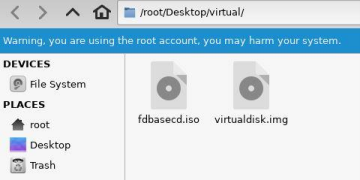 /root/Desktop/virtual/
Warning, you are using the root account, you may harm your system.
DEVICES
File System
PLACES
root
Desktop
Trash
fdbasecd.iso
virtualdisk.img